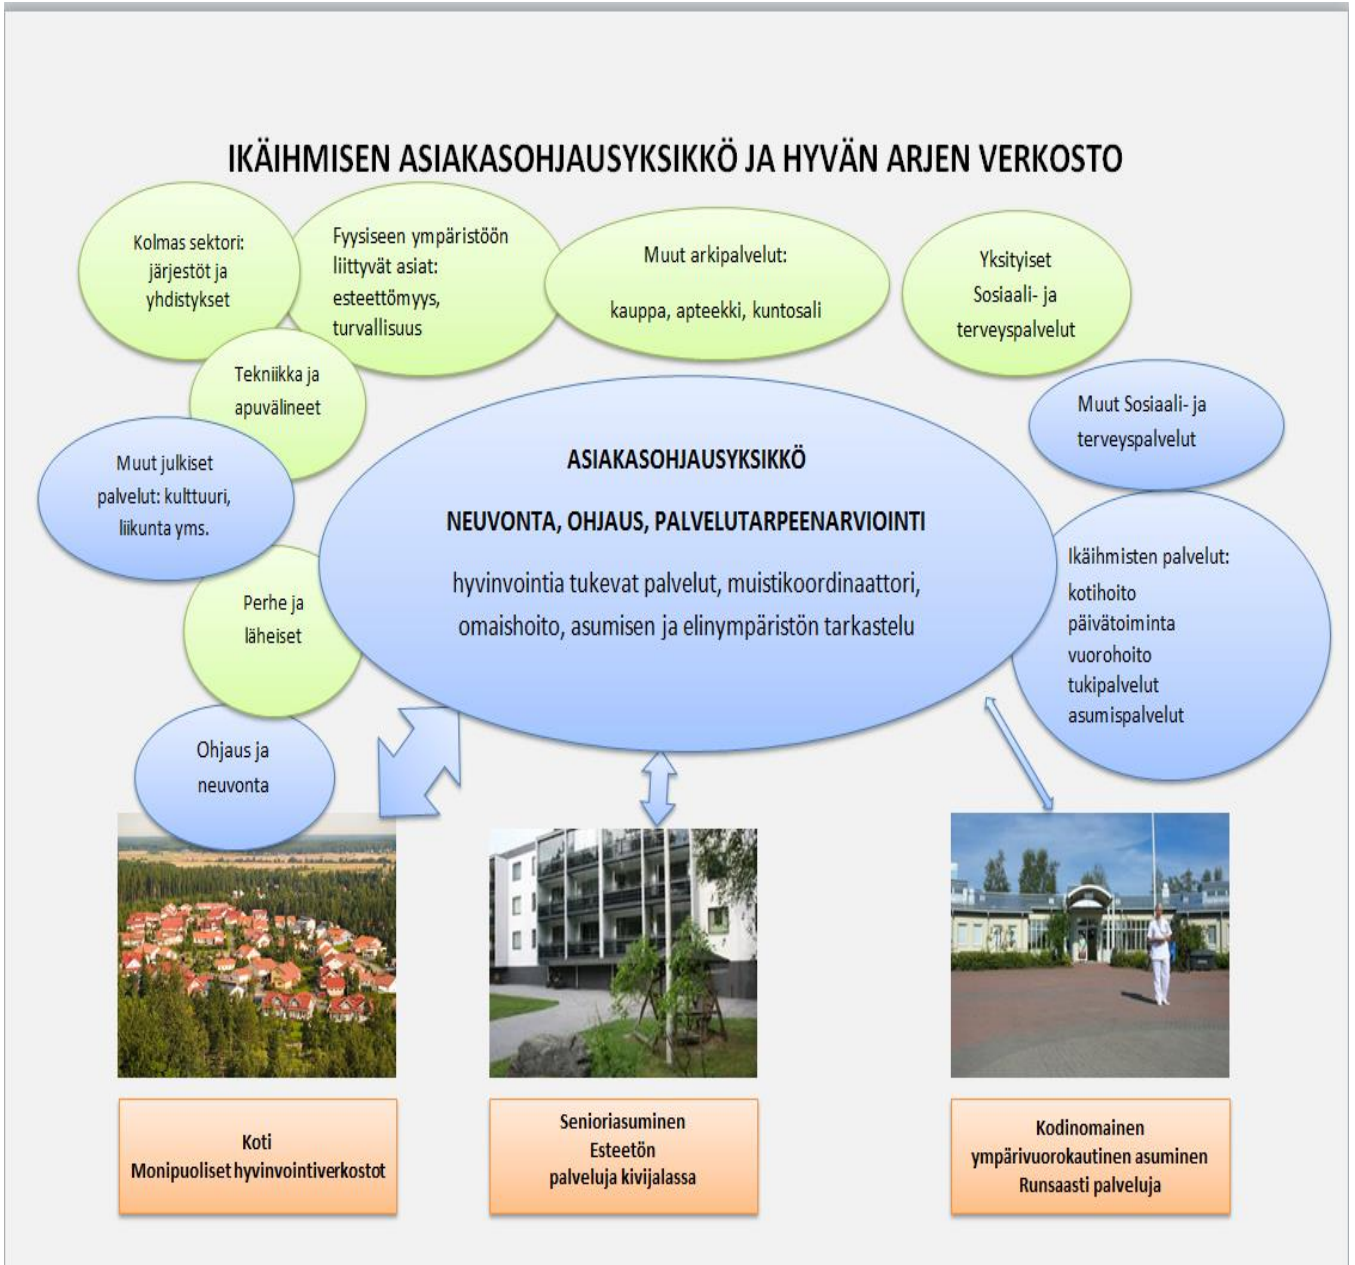 IKÄIHMISEN ASIAKASOHJAUSYKSIKKÖ JA HYVÄN ARJEN VERKOSTO
Kolmas sektori:
järjestöt ja
yhdistykset
Fyysiseen ympäristöön
liittyvät asiat:
esteettömyys,
turvallisuus
Muut arkipalvelut:
kauppa, apteekki, kuntosali
Yksityiset
Sosiaali- ja
terveyspalvelut
Tekniikka ja
apuvälineet
Muut Sosiaali- ja
terveyspalvelut
Muut julkiset
palvelut: kulttuuri,
liikunta yms.
ASIAKASOHJAUSYKSIKKÖ
NEUVONTA, OHJAUS, PALVELUTARPEENARVIOINTI
hyvinvointia tukevat palvelut, muistikoordinaattori,
omaishoito, asumisen ja elinympäristön tarkastelu
Ikäihmisten palvelut:
kotihoito
päivätoiminta
vuorohoito
tukipalvelut
asumispalvelut
Perhe ja
läheiset
Ohjaus ja
neuvonta
Koti
Monipuoliset hyvinvointiverkostot
Senioriasuminen
Esteetön
palveluja kivijalassa
Kodinomainen
ympärivuorokautinen asuminen
Runsaasti palveluja